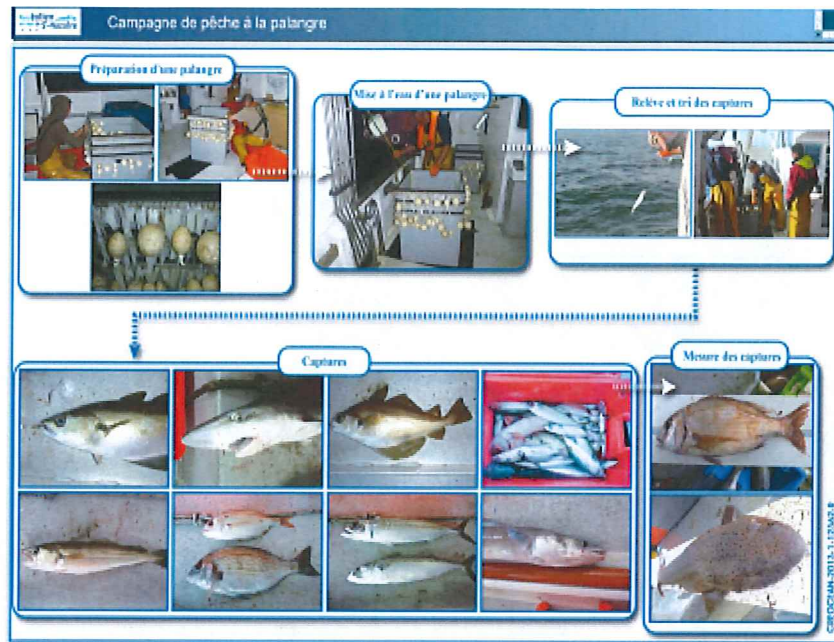 Campagne de pêche à la palangre
Préparation d'une palangre
Mise à l'eau d'une palangre
Relève et tri des captures
Captures
Mesure des captures